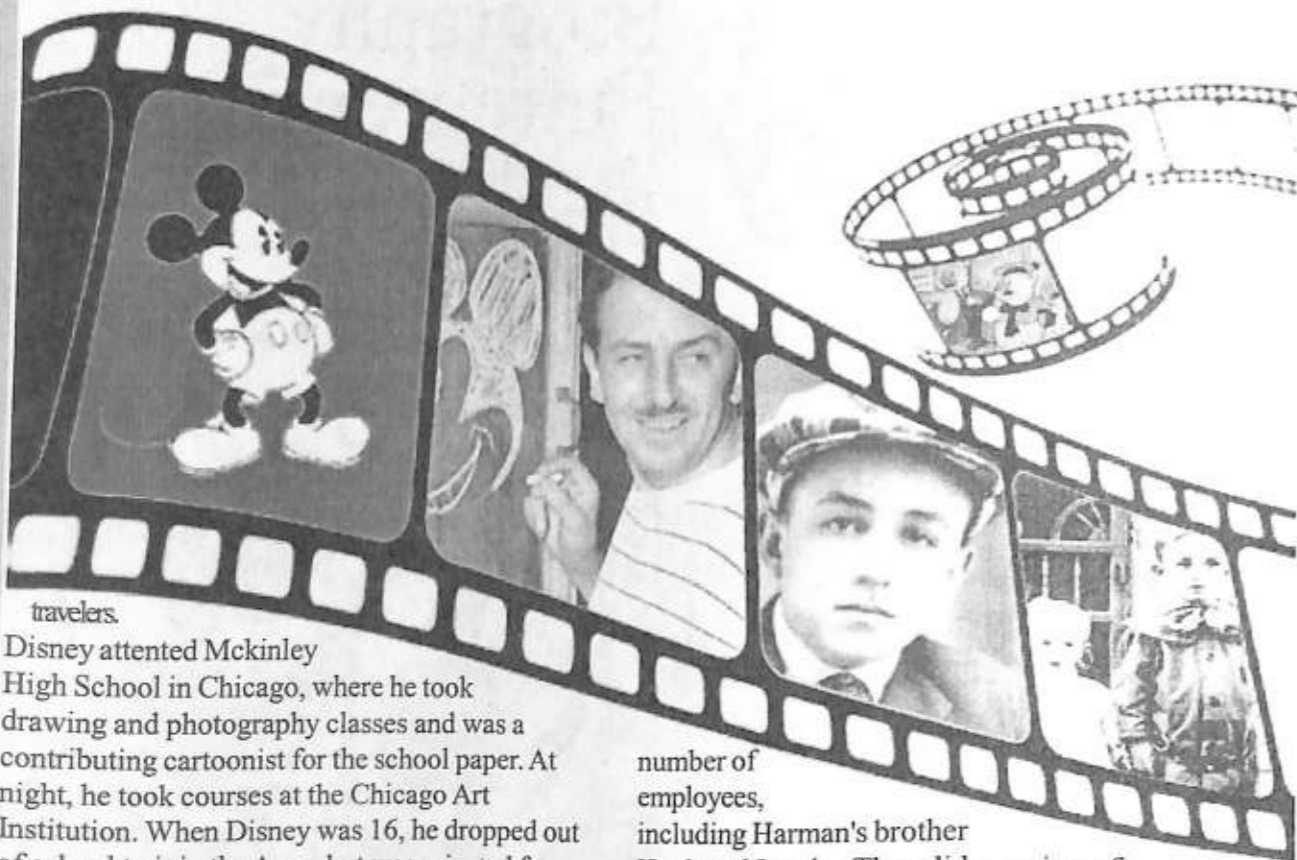 travelers.
Disney attented Mckinley
High School in Chicago, where he took
drawing and photography classes and was a
contributing cartoonist for the school paper. At
night, he took courses at the Chicago Art
Institution. When Disney was 16, he dropped out
number of
employees,
including Harman's brother